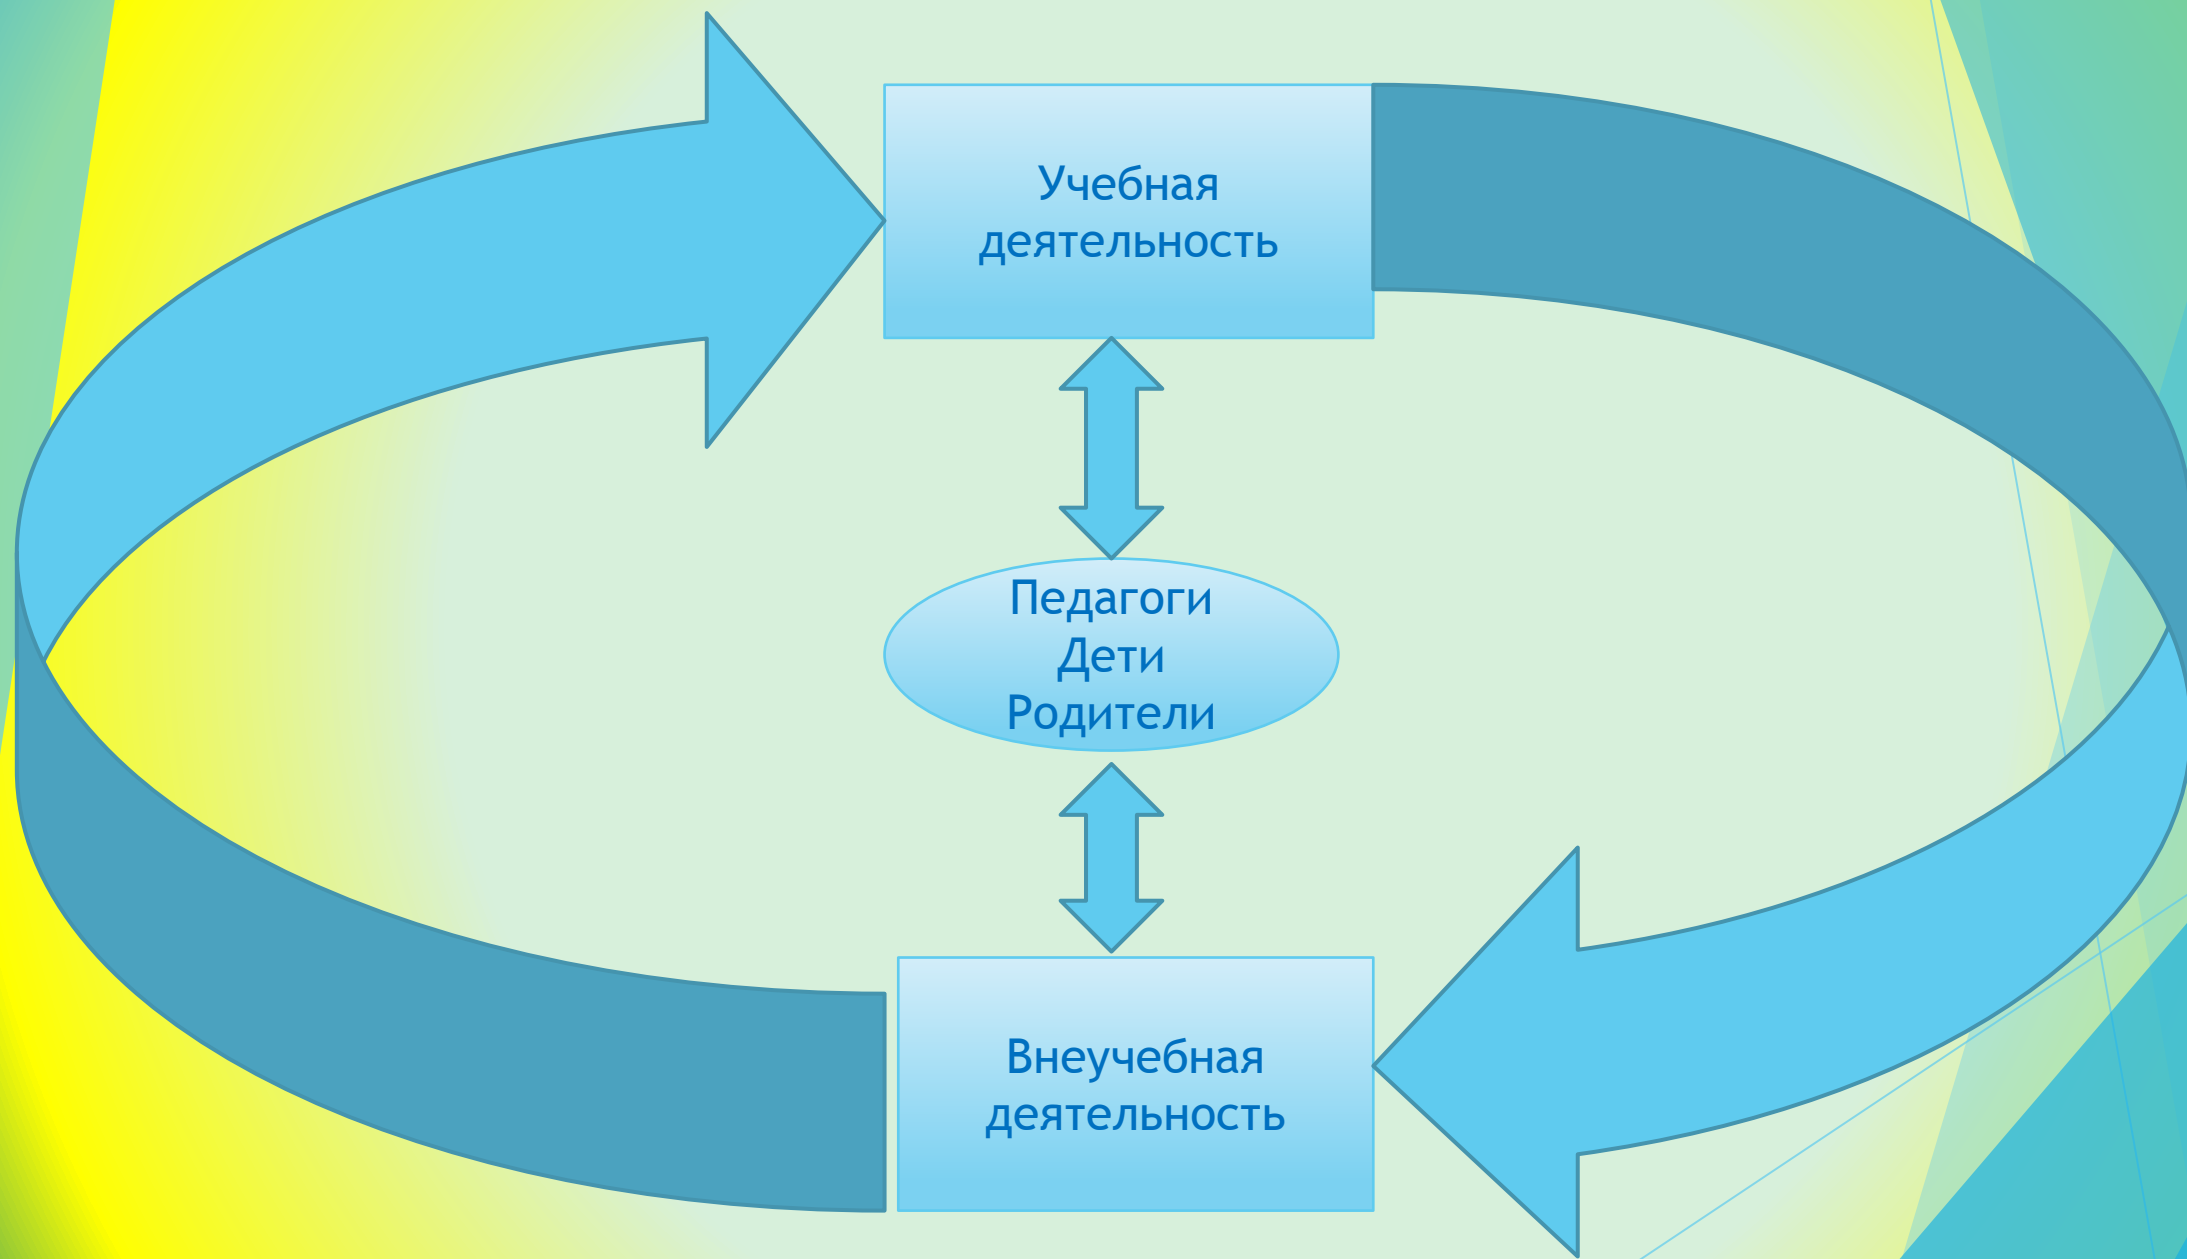 Учебная
деятельность
Педагоги
Дети
Родители
Внеучебная
деятельность